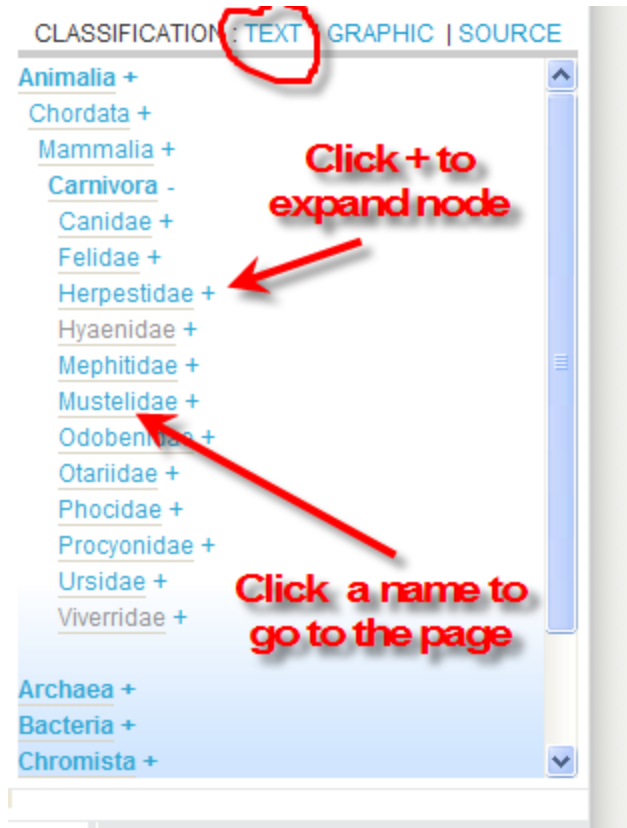 CLASSIFICATION : TEXT | GRAPHIC | SOURCE
Animalia +
Chordata +
Mammalia +
Click + to
expand node
Carnivora -
Canidae +
Felidae +
Herpestidae +
Hyaenidae +
Mephitidae +
Mustelidae +
Odobenidae +
Otariidae +
Phocidae +
Procyonidae +
Ursidae +
Viverridae +
Click a name to
go to the page
Archaea +
Bacteria +
Chromista +